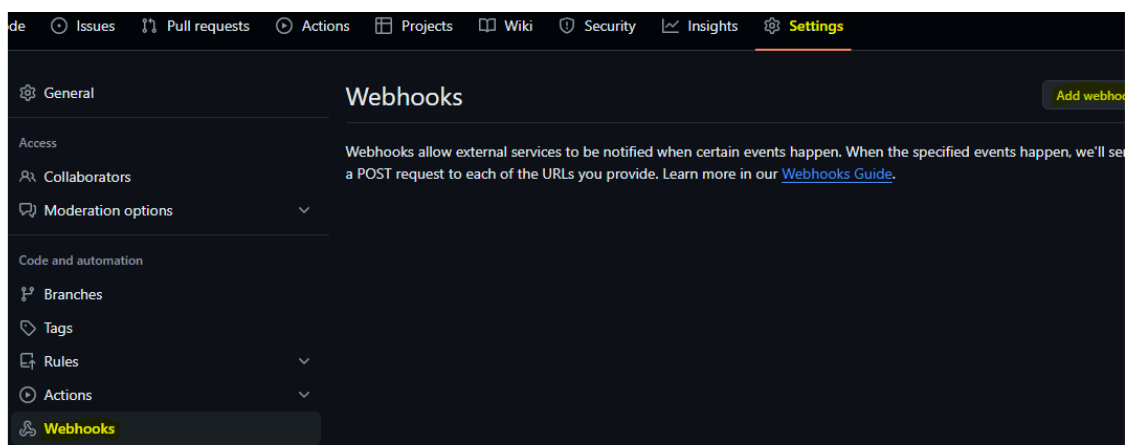 de Issues Pull requests Actions Projects Wiki Security Insights Settings
General
Access
Collaborators
Moderation options
Code and automation
Branches
Tags
Rules
Actions
Webhooks
Webhooks
Add webhoo
Webhooks allow external services to be notified when certain events happen. When the specified events happen, we'll se
a POST request to each of the URLs you provide. Learn more in our Webhooks Guide.